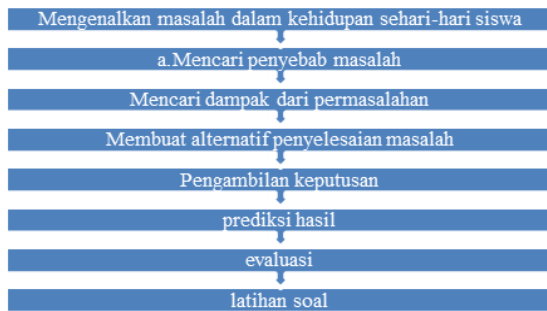 Mengenalkan masalah dalam kehidupan sehari-hari siswa
a.Mencari penyebab masalah
Mencari dampak dari permasalahan
Membuat alternatif penyelesaian masalah
Pengambilan keputusan
prediksi hasil
evaluasi
latihan soal